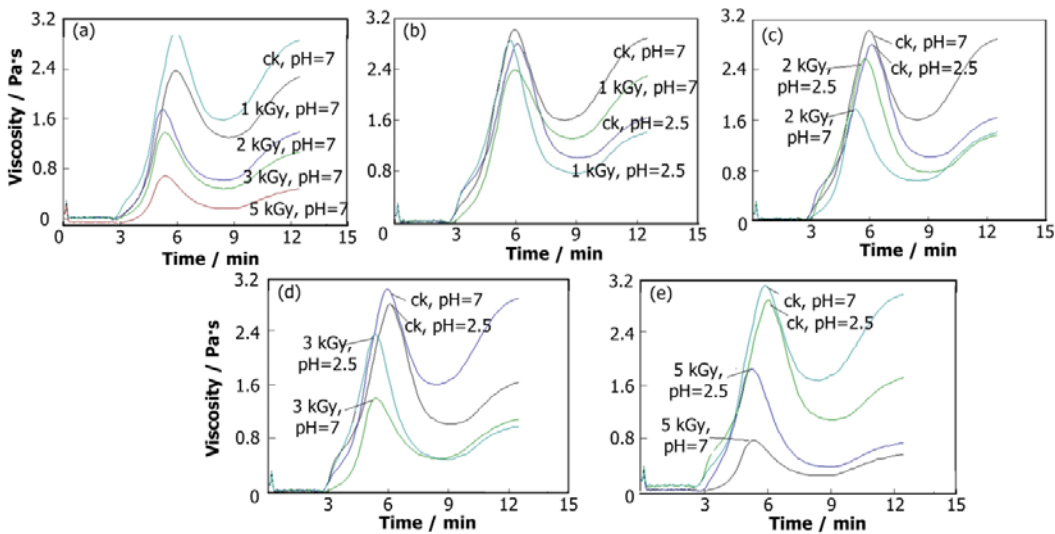 (a)
3.2
2.4
1.6
0.8
0
Viscosity / Pa·s
ck, pH=7
1 kGy, pH=7
2 kGy, pH=7
3 kGy, pH=7
5 kGy, pH=7
0 3 6 9 12 15
Time / min
(b)
3.2
2.4
1.6
0.8
0
1 kGy, pH=7
ck, pH=2.5
1 kGy, pH=2.5
0 3 6 9 12 15
Time / min
(c)
3.2
2.4
1.6
0.8
0
ck, pH=7
ck, pH=2.5
2 kGy,
pH=2.5
2 kGy,
pH=7
0 3 6 9 12 15
Time / min
(d)
3.2
2.4
1.6
0.8
0
Viscosity / Pa·s
ck, pH=7
ck, pH=2.5
3 kGy,
pH=2.5
3 kGy,
pH=7
0 3 6 9 12 15
Time / min
(e)
3.2
2.4
1.6
0.8
0
ck, pH=7
ck, pH=2.5
5 kGy,
pH=2.5
5 kGy,
pH=7
3 6 9 12 15
Time / min